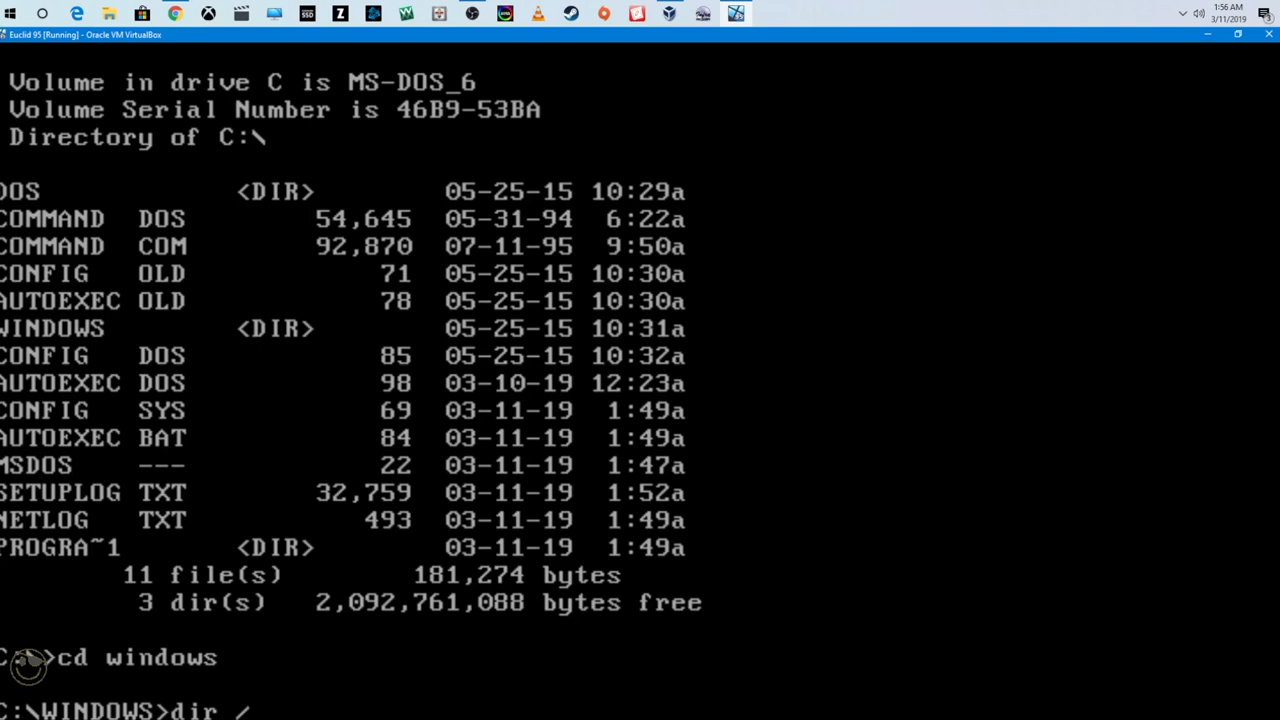 1:56 AM
3/11/2019
Euclid 95 [Running] - Oracle VM VirtualBox
Volume in drive C is MS-DOS_6
Volume Serial Number is 46B9-53BA
Directory of C:\
DOS <DIR> 05-25-15 10:29a
COMMAND DOS 54,645 05-31-94 6:22a
COMMAND COM 92,870 07-11-95 9:50a
CONFIG OLD 71 05-25-15 10:30a
AUTOEXEC OLD 78 05-25-15 10:30a
WINDOWS <DIR> 05-25-15 10:31a
CONFIG DOS 85 05-25-15 10:32a
AUTOEXEC DOS 98 03-10-19 12:23a
CONFIG SYS 69 03-11-19 1:49a
AUTOEXEC BAT 84 03-11-19 1:49a
MSDOS --- 22 03-11-19 1:47a
SETUPLOG TXT 32,759 03-11-19 1:52a
NETLOG TXT 493 03-11-19 1:49a
PROGRA~1 <DIR> 03-11-19 1:49a
11 file(s) 181,274 bytes
3 dir(s) 2,092,761,088 bytes free
>cd windows
C:\WINDOWS>dir /